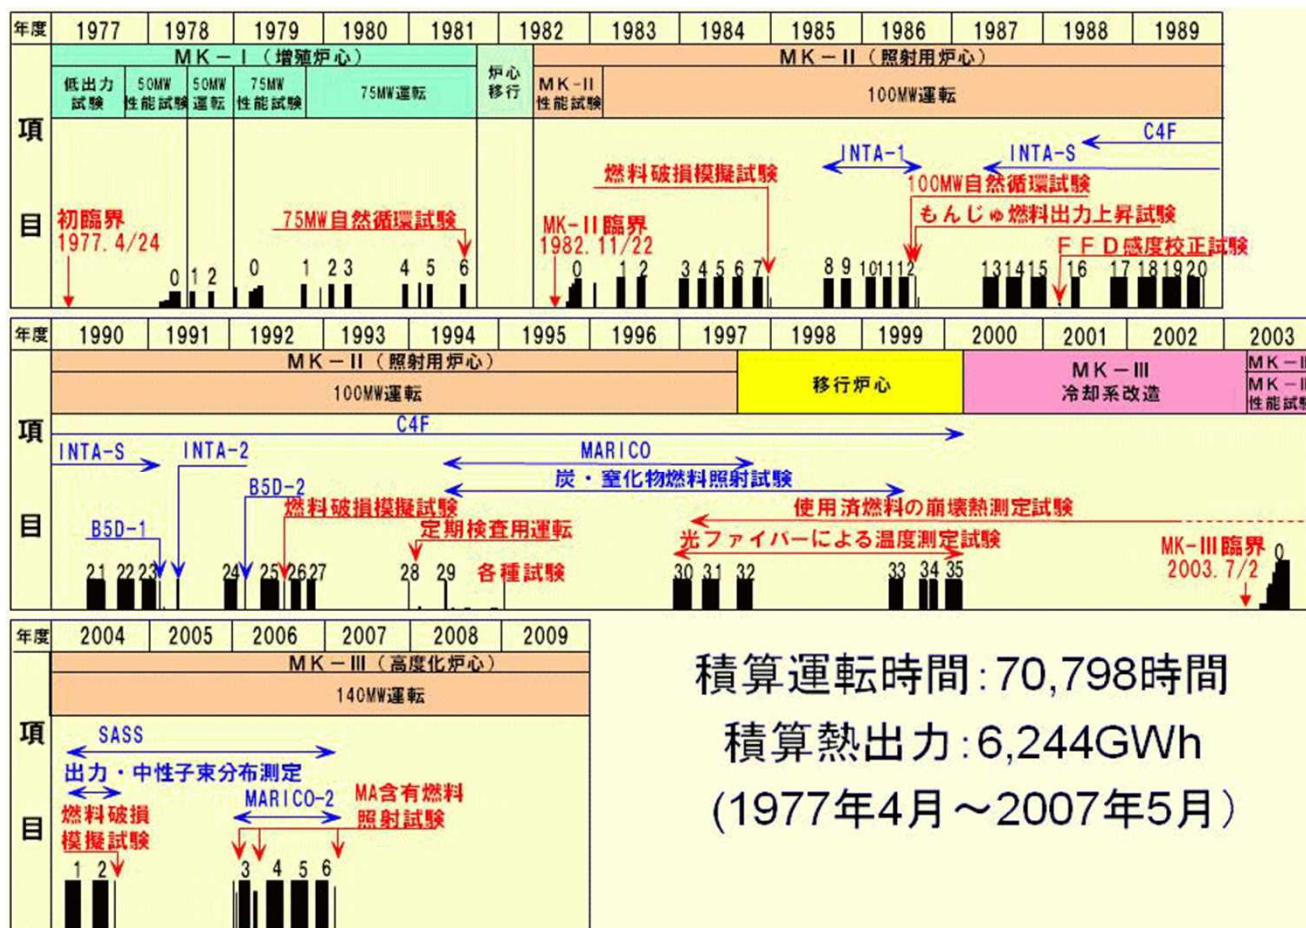 年度 1977 1978 1979 1980 1981 1982 1983 1984 1985 1986 1987 1988 1989
MK－Ⅰ（増殖炉心）
炉心
移行
MK－Ⅱ（照射用炉心）
低出力
試験
50MW
性能試験
50MW
運転
75MW
性能試験
75MW運転
MK-Ⅱ
性能試験
100MW運転
項
目
C4F
INTA-1
INTA-S
燃料破損模擬試験
100MW自然循環試験
初臨界
1977.4/24
75MW自然循環試験
MK-Ⅱ臨界
1982.11/22
もんじゅ燃料出力上昇試験
ＦＦＤ感度校正試験
0 1 2 0 1 2 3 4 5 6 0 1 2 3 4 5 6 7 8 9 10 11 12 13 14 15 16 17 18 19 20
年度 1990 1991 1992 1993 1994 1995 1996 1997 1998 1999 2000 2001 2002 2003
MK－Ⅱ（照射用炉心）
100MW運転
移行炉心
MK－Ⅲ
冷却系改造
MK－Ⅱ
MK－Ⅱ
性能試験
項
目
C4F
INTA-S
INTA-2
MARICO
炭・窒化物燃料照射試験
B5D-2
燃料破損模擬試験
使用済燃料の崩壊熱測定試験
B5D-1
定期検査用運転
光ファイバーによる温度測定試験
MK-Ⅲ臨界
2003.7/2
各種試験
21 22 23 24 25 26 27 28 29 30 31 32 33 34 35 0
年度 2004 2005 2006 2007 2008 2009
MK－Ⅲ（高度化炉心）
140MW運転
項
目
SASS
出力・中性子束分布測定
MARICO-2
MA含有燃料
照射試験
燃料破損
模擬試験
1 2 3 4 5 6
積算運転時間：70,798時間
積算熱出力：6,244GWh
(1977年4月～2007年5月）